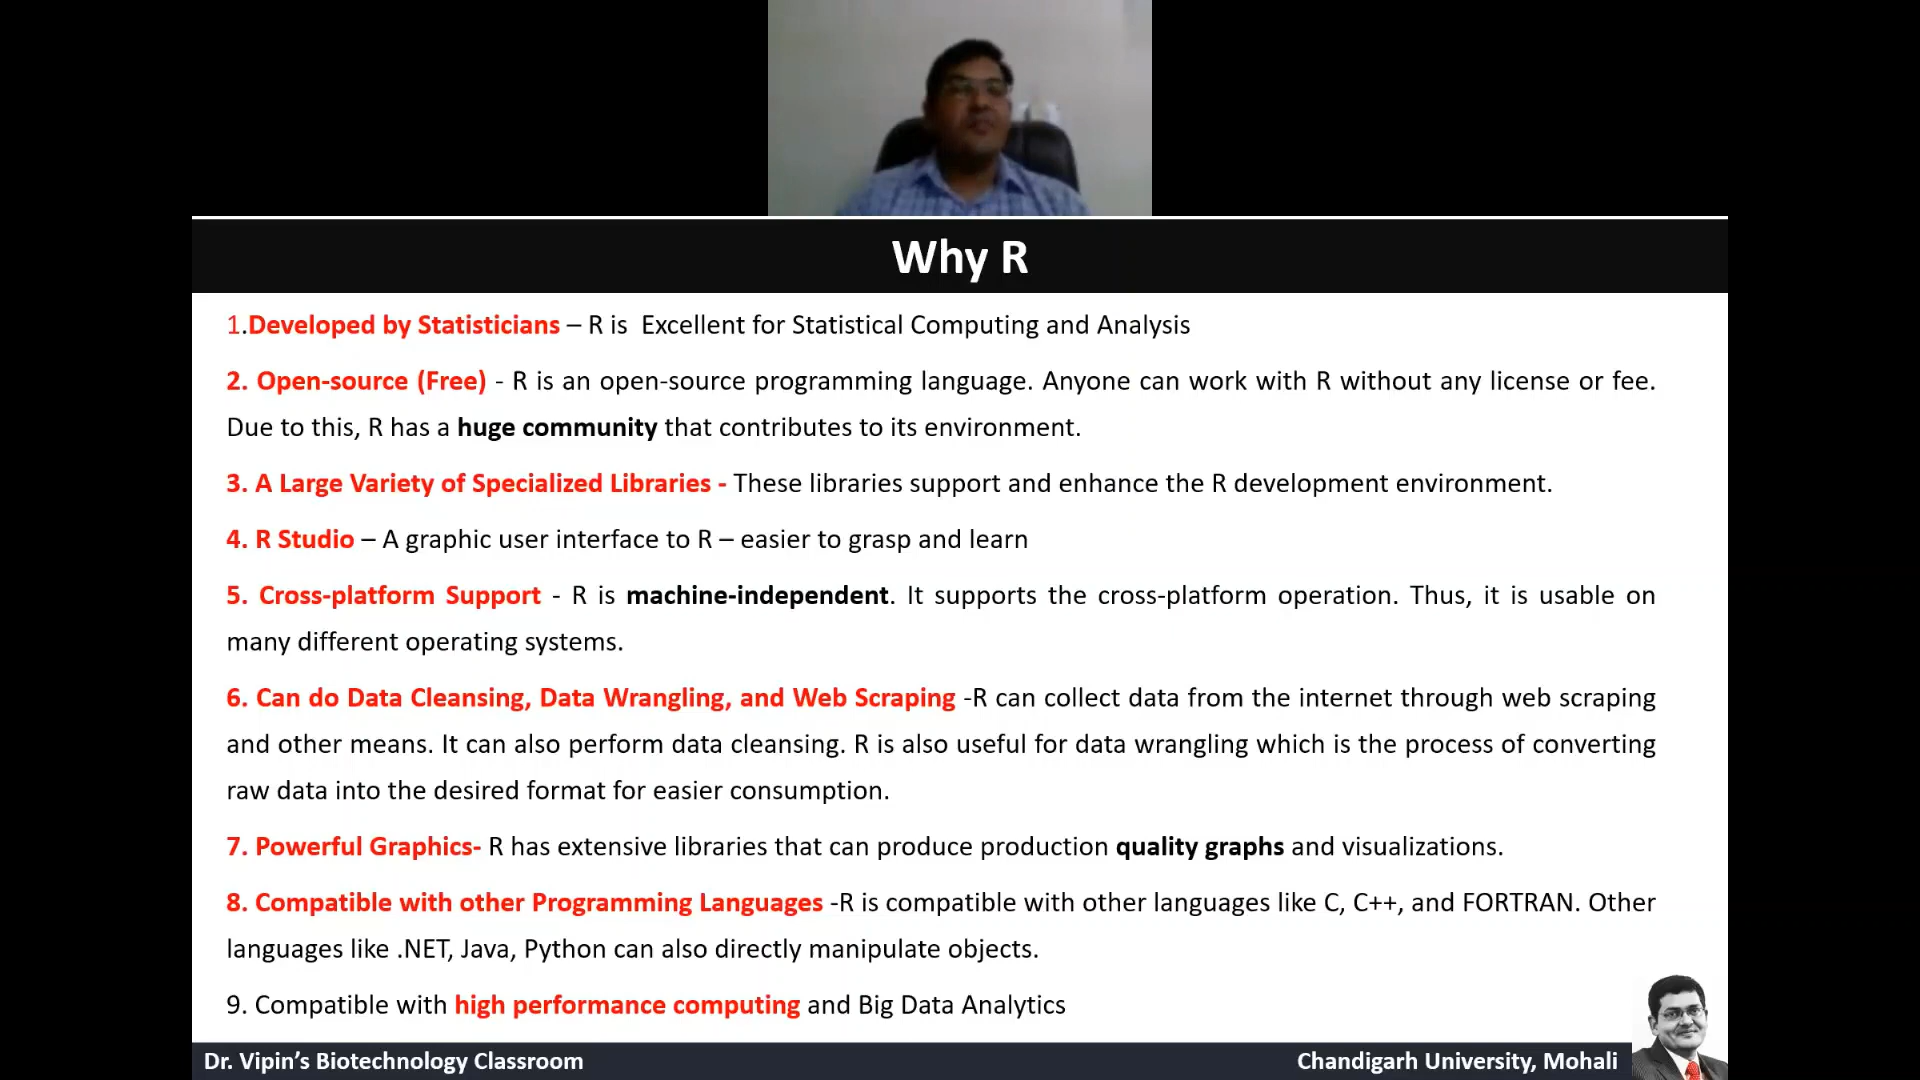 Why R
1.Developed by Statisticians – R is Excellent for Statistical Computing and Analysis
2. Open-source (Free) - R is an open-source programming language. Anyone can work with R without any license or fee.
Due to this, R has a huge community that contributes to its environment.
3. A Large Variety of Specialized Libraries - These libraries support and enhance the R development environment.
4. R Studio – A graphic user interface to R – easier to grasp and learn
5. Cross-platform Support - R is machine-independent. It supports the cross-platform operation. Thus, it is usable on
many different operating systems.
6. Can do Data Cleansing, Data Wrangling, and Web Scraping -R can collect data from the internet through web scraping
and other means. It can also perform data cleansing. R is also useful for data wrangling which is the process of converting
raw data into the desired format for easier consumption.
7. Powerful Graphics- R has extensive libraries that can produce production quality graphs and visualizations.
8. Compatible with other Programming Languages -R is compatible with other languages like C, C++, and FORTRAN. Other
languages like .NET, Java, Python can also directly manipulate objects.
9. Compatible with high performance computing and Big Data Analytics
Dr. Vipin’s Biotechnology Classroom
Chandigarh University, Mohali